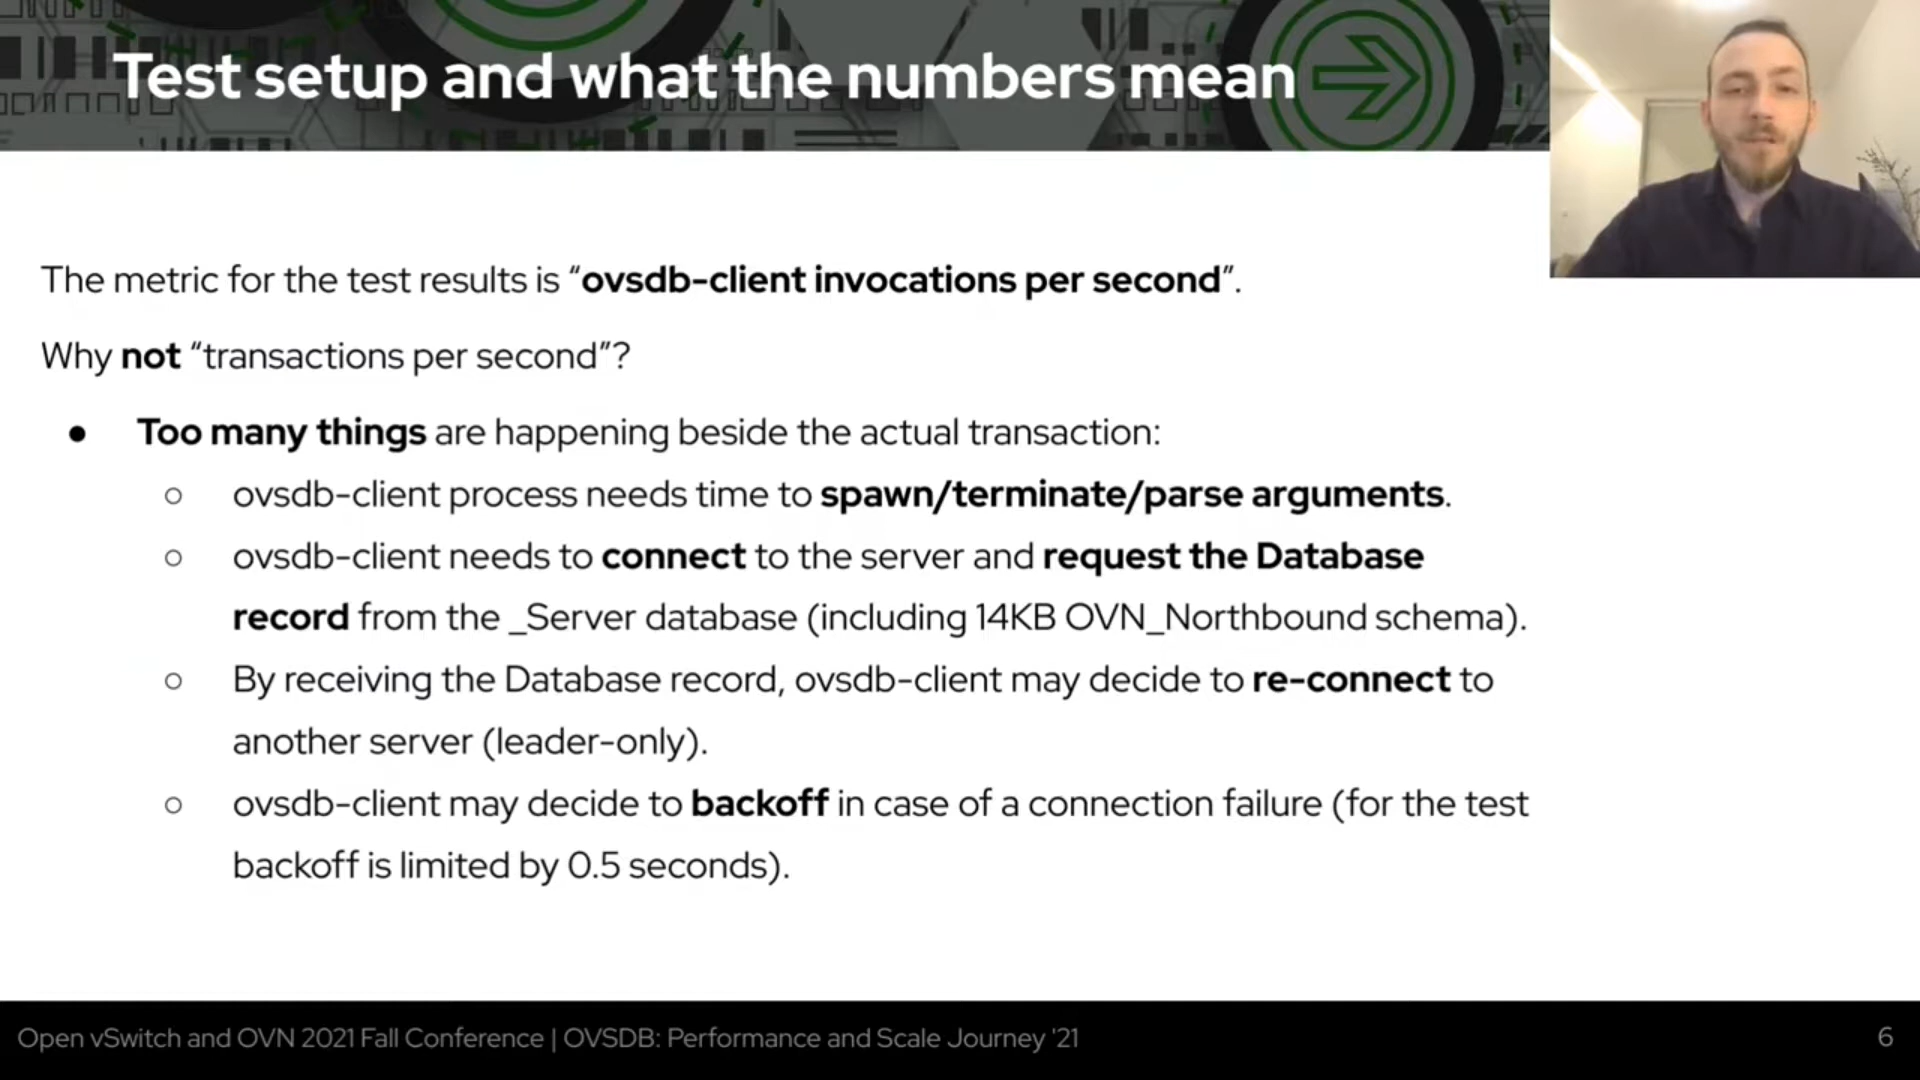 Test setup and what the numbers mean
The metric for the test results is “ovsdb-client invocations per second”.
Why not “transactions per second”?
● Too many things are happening beside the actual transaction:
○ ovsdb-client process needs time to spawn/terminate/parse arguments.
○ ovsdb-client needs to connect to the server and request the Database
record from the _Server database (including 14KB OVN_Northbound schema).
○ By receiving the Database record, ovsdb-client may decide to re-connect to
another server (leader-only).
○ ovsdb-client may decide to backoff in case of a connection failure (for the test
backoff is limited by 0.5 seconds).
Open vSwitch and OVN 2021 Fall Conference | OVSDB: Performance and Scale Journey '21
6